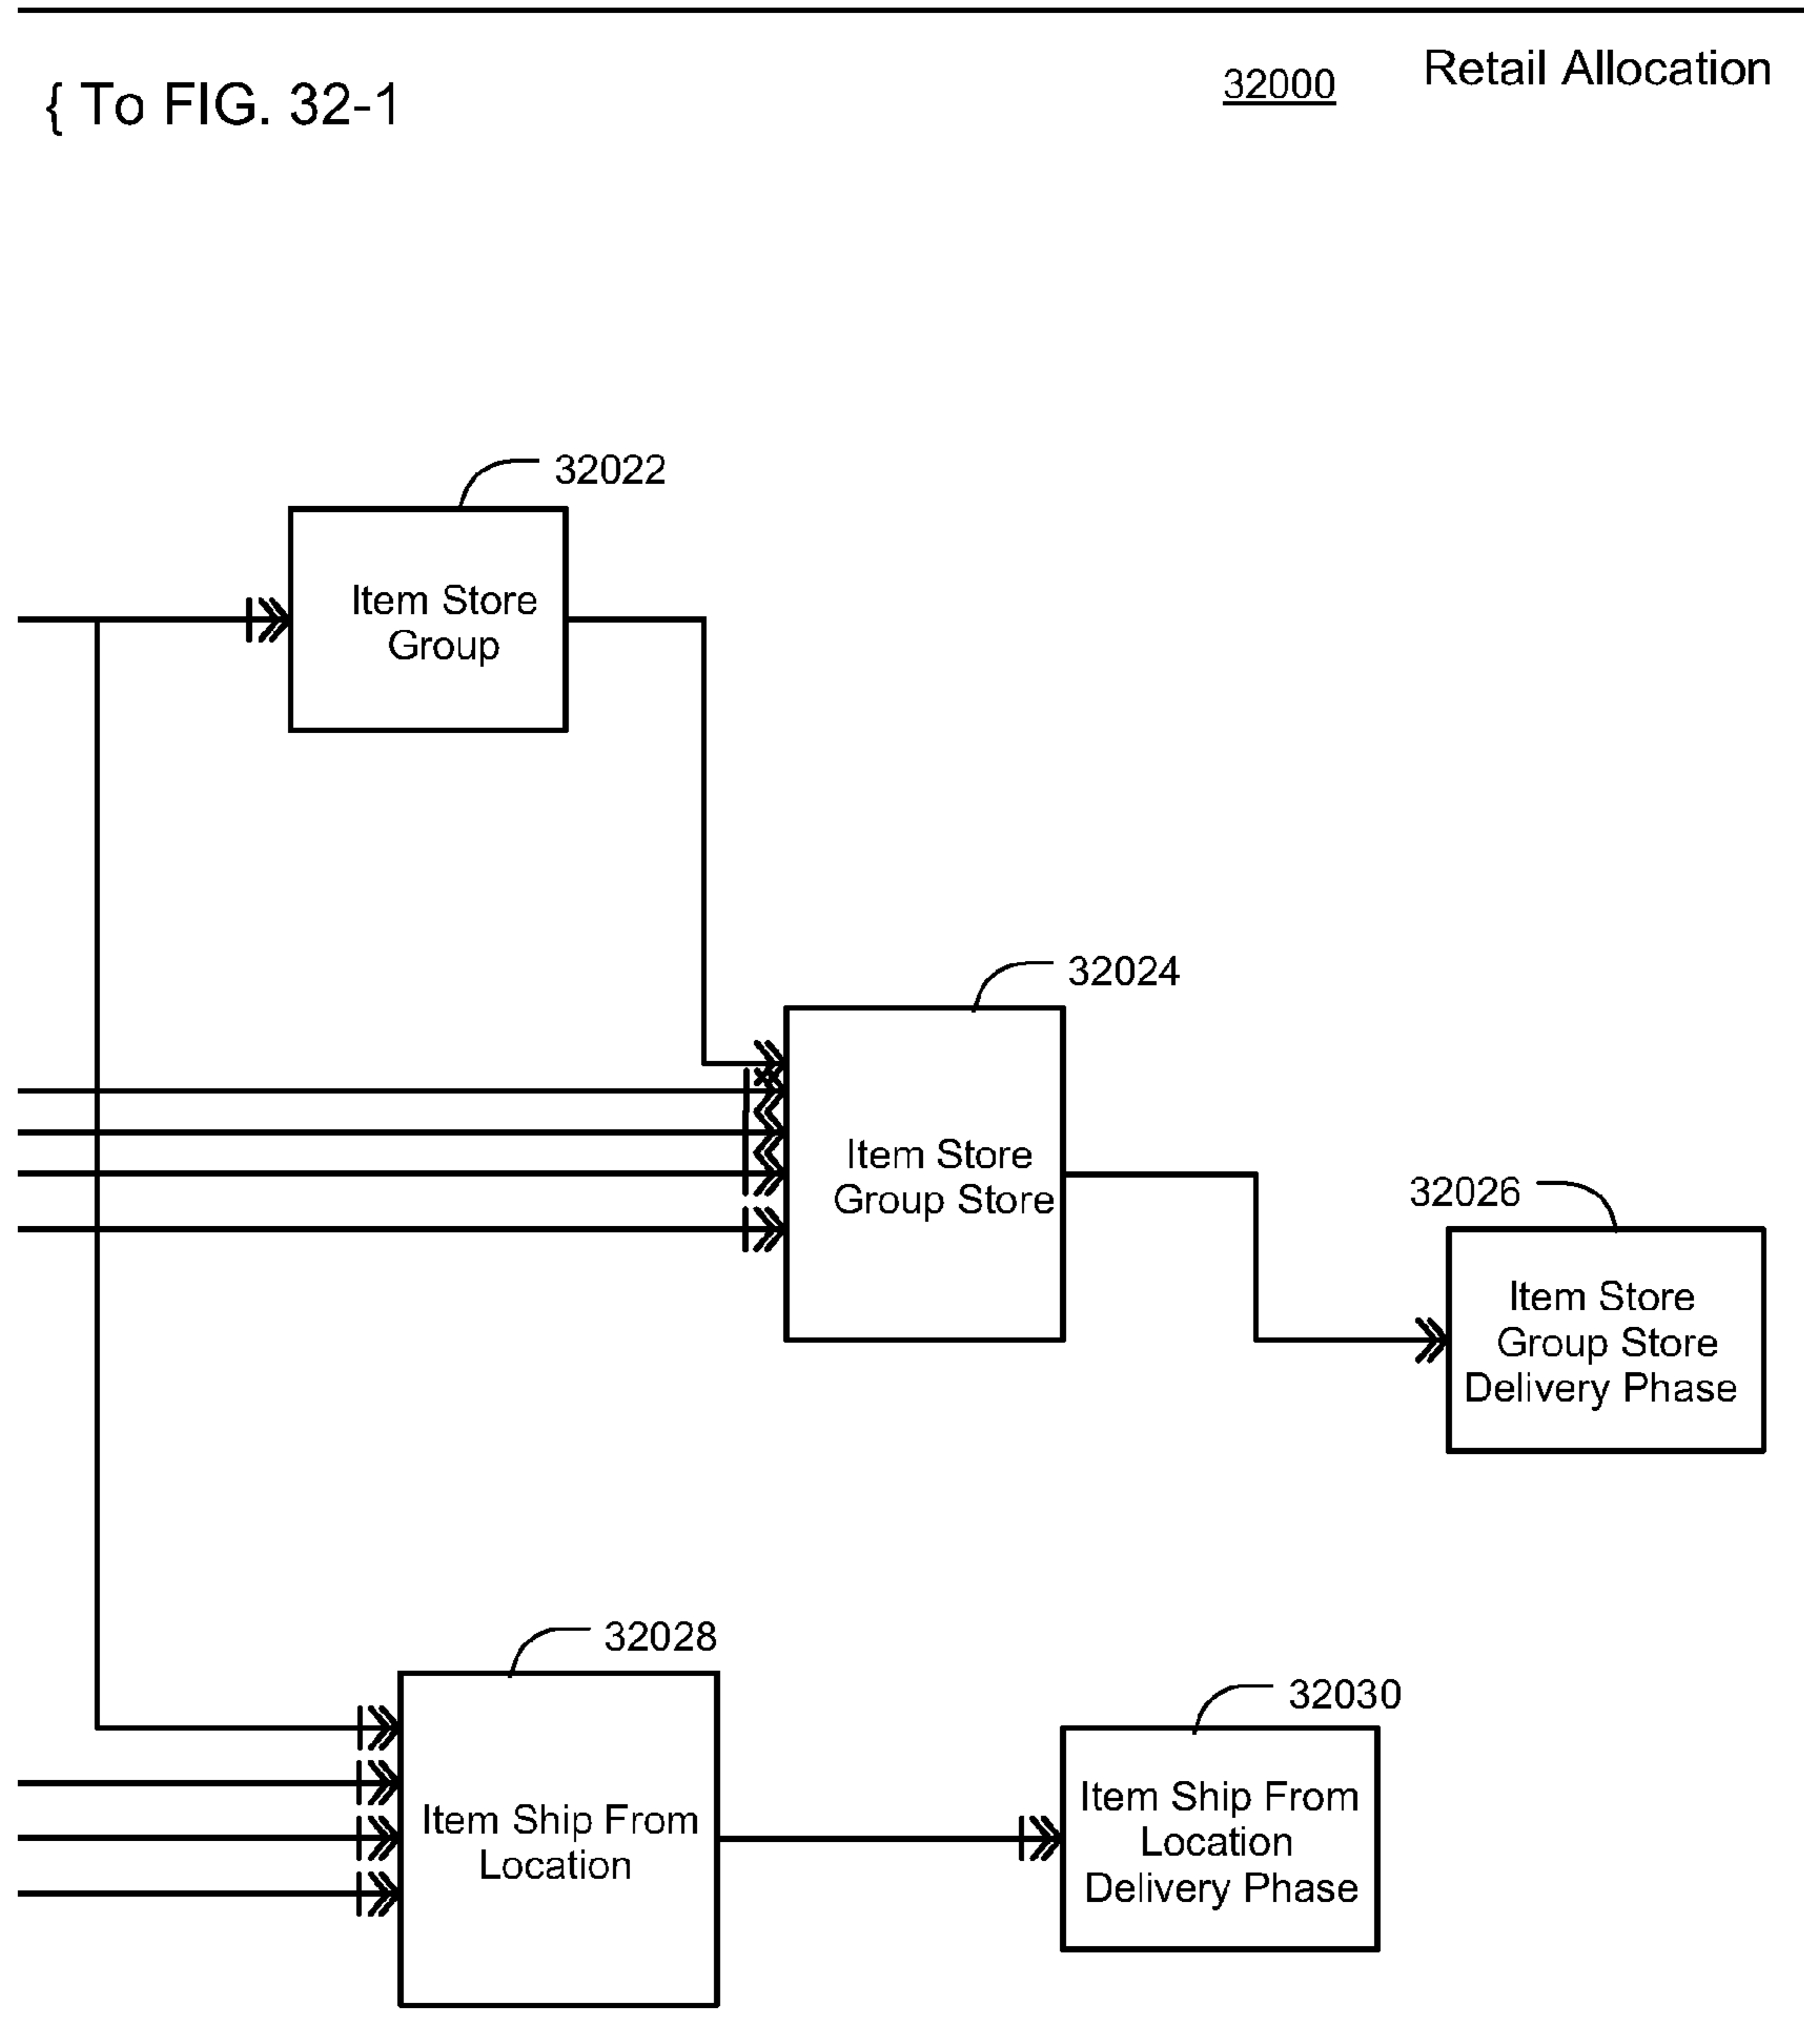 { To FIG. 32-1
32000
Retail Allocation
32022
Item Store
Group
32024
Item Store
Group Store
32026
Item Store
Group Store
Delivery Phase
32028
Item Ship From
Location
32030
Item Ship From
Location
Delivery Phase